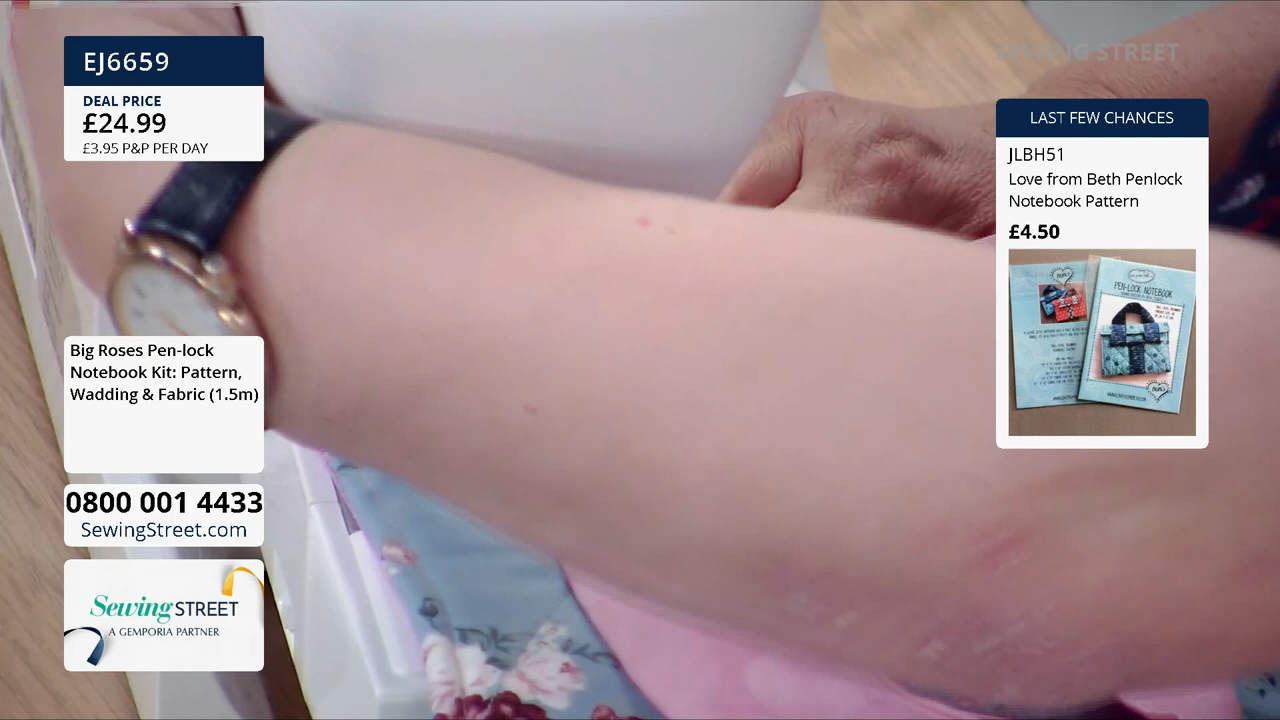 SEWING STREET
EJ6659
DEAL PRICE
£24.99
£3.95 P&P PER DAY
LAST FEW CHANCES
JLBH51
Love from Beth Penlock
Notebook Pattern
£4.50
PEN-LOCK NOTEBOOK
Big Roses Pen-lock
Notebook Kit: Pattern,
Wadding & Fabric (1.5m)
0800 001 4433
SewingStreet.com
Sewing STREET
A GEMPORIA PARTNER